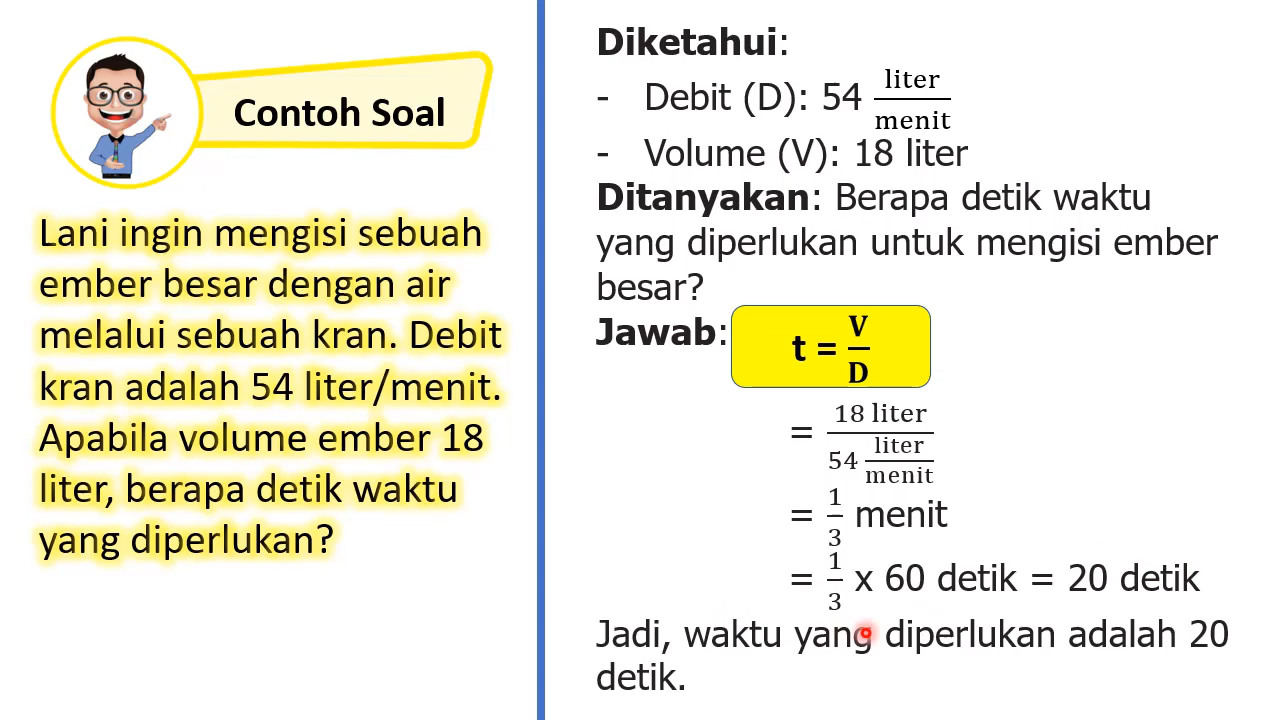 Contoh Soal
Lani ingin mengisi sebuah
ember besar dengan air
melalui sebuah kran. Debit
kran adalah 54 liter/menit.
Apabila volume ember 18
liter, berapa detik waktu
yang diperlukan?
Diketahui:
- Debit (D): 54 liter/menit
- Volume (V): 18 liter
Ditanyakan: Berapa detik waktu
yang diperlukan untuk mengisi ember
besar?
Jawab: t = V/D
= 18 liter / 54 liter/menit
= 1/3 menit
= 1/3 x 60 detik = 20 detik
Jadi, waktu yang diperlukan adalah 20
detik.